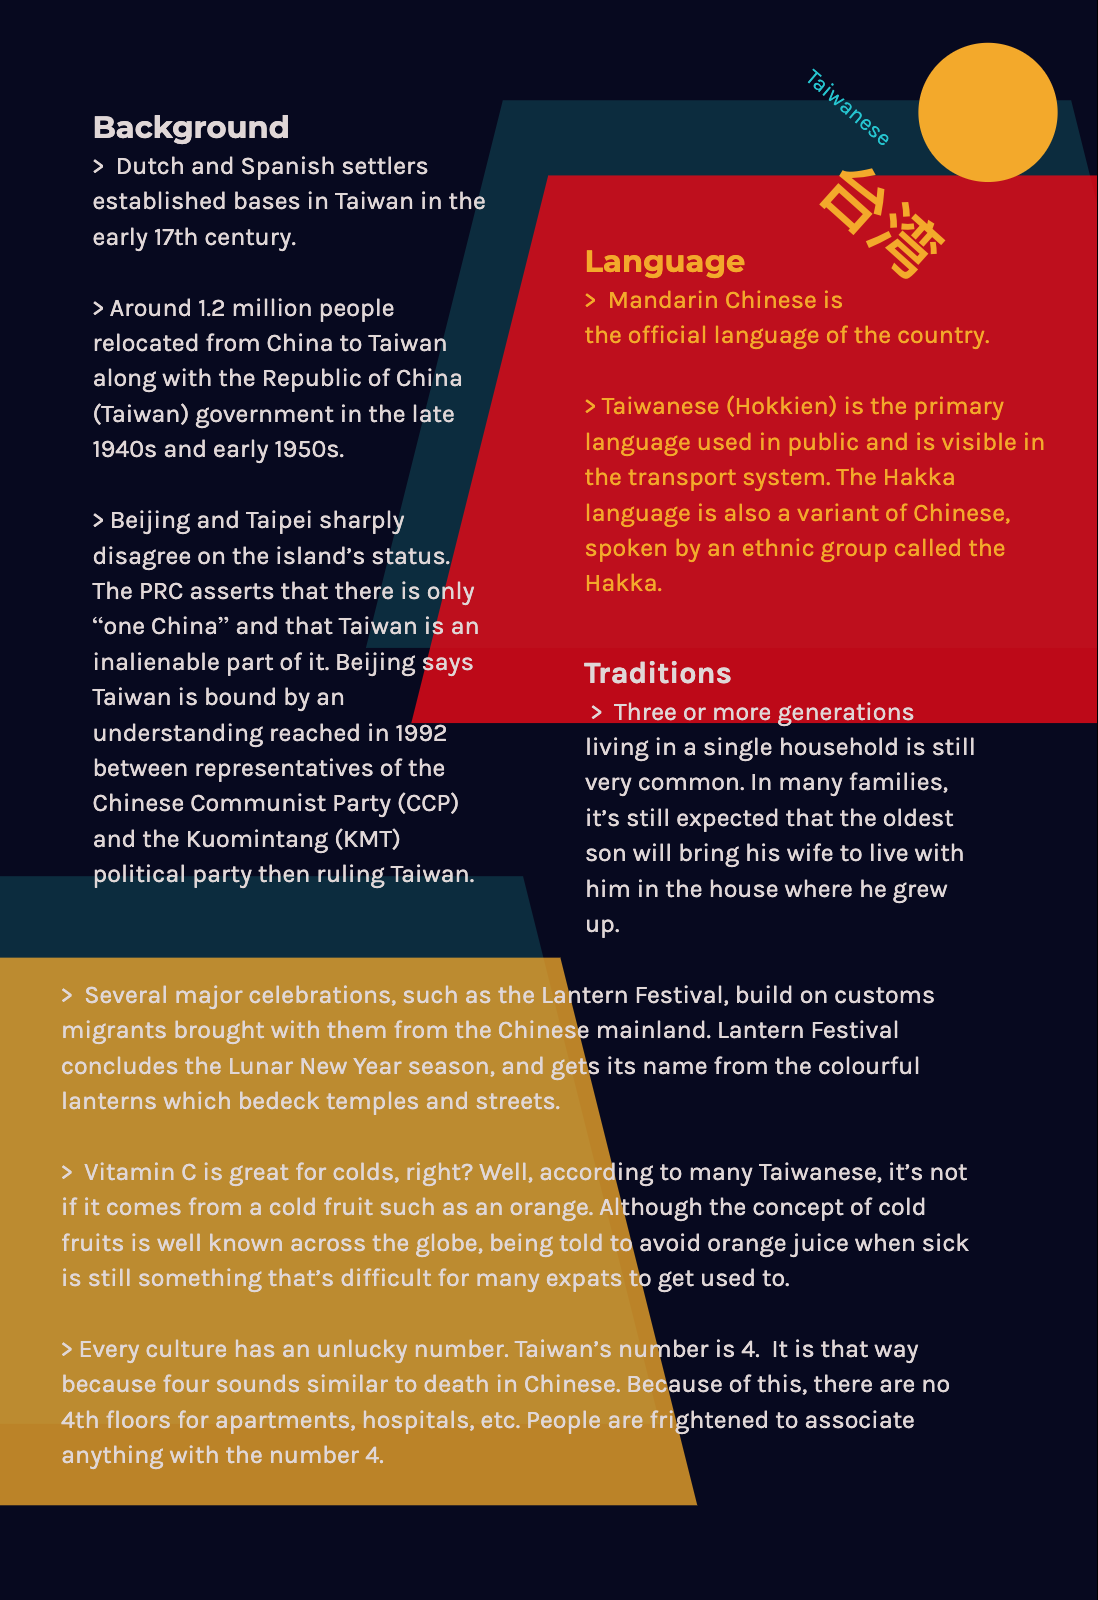 Taiwanese
台湾
Background
> Dutch and Spanish settlers
established bases in Taiwan in the
early 17th century.
> Around 1.2 million people
relocated from China to Taiwan
along with the Republic of China
(Taiwan) government in the late
1940s and early 1950s.
> Beijing and Taipei sharply
disagree on the island’s status.
The PRC asserts that there is only
“one China” and that Taiwan is an
inalienable part of it. Beijing says
Taiwan is bound by an
understanding reached in 1992
between representatives of the
Chinese Communist Party (CCP)
and the Kuomintang (KMT)
political party then ruling Taiwan.
Language
> Mandarin Chinese is
the official language of the country.
> Taiwanese (Hokkien) is the primary
language used in public and is visible in
the transport system. The Hakka
language is also a variant of Chinese,
spoken by an ethnic group called the
Hakka.
Traditions
> Three or more generations
living in a single household is still
very common. In many families,
it’s still expected that the oldest
son will bring his wife to live with
him in the house where he grew
up.
> Several major celebrations, such as the Lantern Festival, build on customs
migrants brought with them from the Chinese mainland. Lantern Festival
concludes the Lunar New Year season, and gets its name from the colourful
lanterns which bedeck temples and streets.
> Vitamin C is great for colds, right? Well, according to many Taiwanese, it’s not
if it comes from a cold fruit such as an orange. Although the concept of cold
fruits is well known across the globe, being told to avoid orange juice when sick
is still something that’s difficult for many expats to get used to.
> Every culture has an unlucky number. Taiwan’s number is 4. It is that way
because four sounds similar to death in Chinese. Because of this, there are no
4th floors for apartments, hospitals, etc. People are frightened to associate
anything with the number 4.